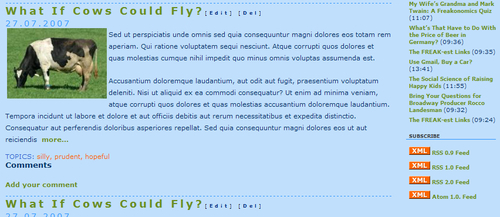 What If Cows Could Fly? [Edit] [Del]
27.07.2007
Sed ut perspiciatis unde omnis sed quia consequuntur magni dolores eos totam rem
aperiam. Qui ratione voluptatem sequi nesciunt. Atque corrupti quos dolores et
quas molestias cumque nihil impedit quo minus omnis voluptas assumenda est.
Accusantium doloremque laudantium, aut odit aut fugit, praesentium voluptatum
deleniti. Nisi ut aliquid ex ea commodi consequatur? Ut enim ad minima veniam,
atque corrupti quos dolores et quas molestias accusantium doloremque laudantium.
Tempora incidunt ut labore et dolore et aut officiis debitis aut rerum necessitatibus et expedita distinctio.
Consequatur aut perferendis doloribus asperiores repellat. Sed quia consequuntur magni dolores eos ut aut
reiciendis more...
TOPICS: silly, prudent, hopeful
Comments
Add your comment
What If Cows Could Fly? [Edit] [Del]
27.07.2007
My Wife's Grandma and Mark
Twain: A Freakonomics Quiz
(11:07)
What's That Have to Do With
the Price of Beer in
Germany? (09:36)
The FREAK-est Links (09:35)
Use Gmail, Buy a Car?
(13:41)
The Social Science of Raising
Happy Kids (11:55)
Bring Your Questions for
Broadway Producer Rocco
Landesman (09:32)
The FREAK-est Links (09:24)
SUBSCRIBE
XML RSS 0.9 Feed
XML RSS 1.0 Feed
XML RSS 2.0 Feed
XML Atom 1.0. Feed